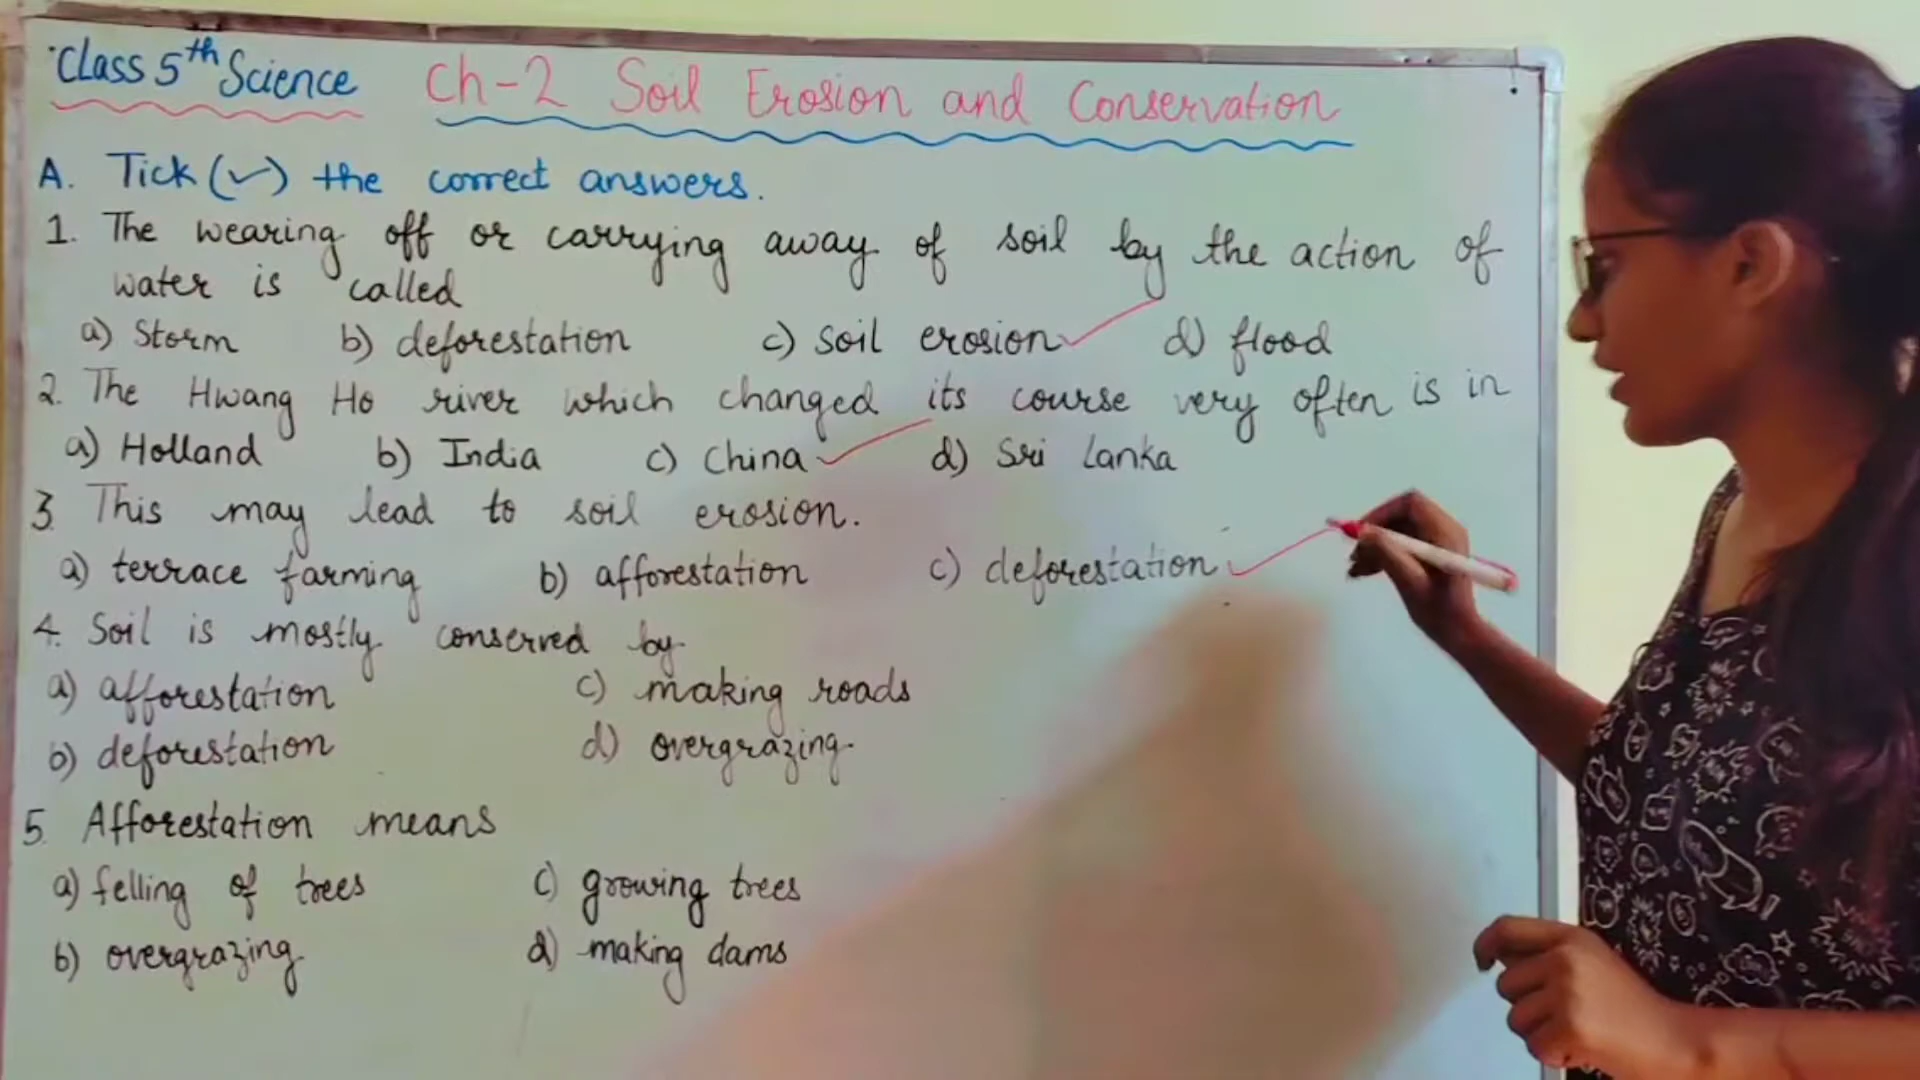 Class 5th Science Ch-2 Soil Erosion and Conservation
A. Tick (✓) the correct answers.
1. The wearing off or carrying away of soil by the action of
water is called
a) Storm b) deforestation c) soil erosion ✓ d) flood
2. The Hwang Ho river which changed its course very often is in
a) Holland b) India c) China ✓ d) Sri Lanka
3. This may lead to soil erosion.
a) terrace farming b) afforestation c) deforestation ✓
4. Soil is mostly conserved by
a) afforestation c) making roads
b) deforestation d) overgrazing
5. Afforestation means
a) felling of trees c) growing trees
b) overgrazing d) making dams